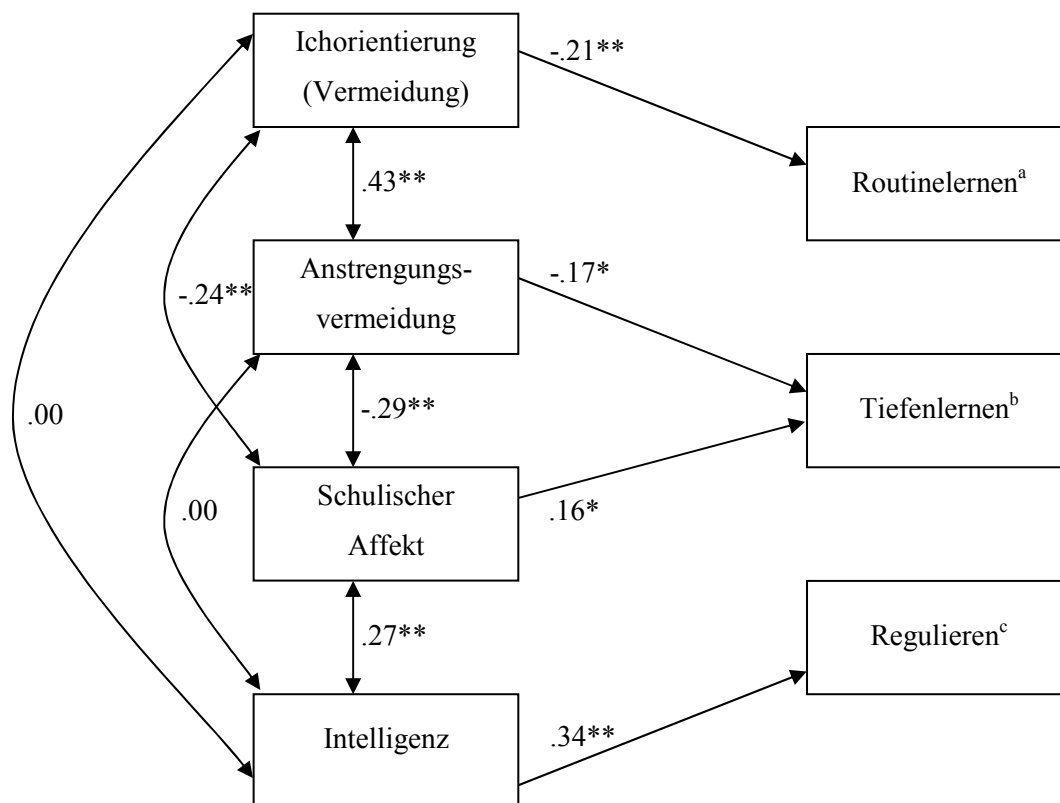 Ichorientierung
(Vermeidung)
-.21**
Routinelernen^a
.43**
Anstrengungs-
vermeidung
-.17*
-.24**
Tiefenlernen^b
-.29**
.00
Schulischer
Affekt
.16*
.00
Regulieren^c
.27**
Intelligenz
.34**